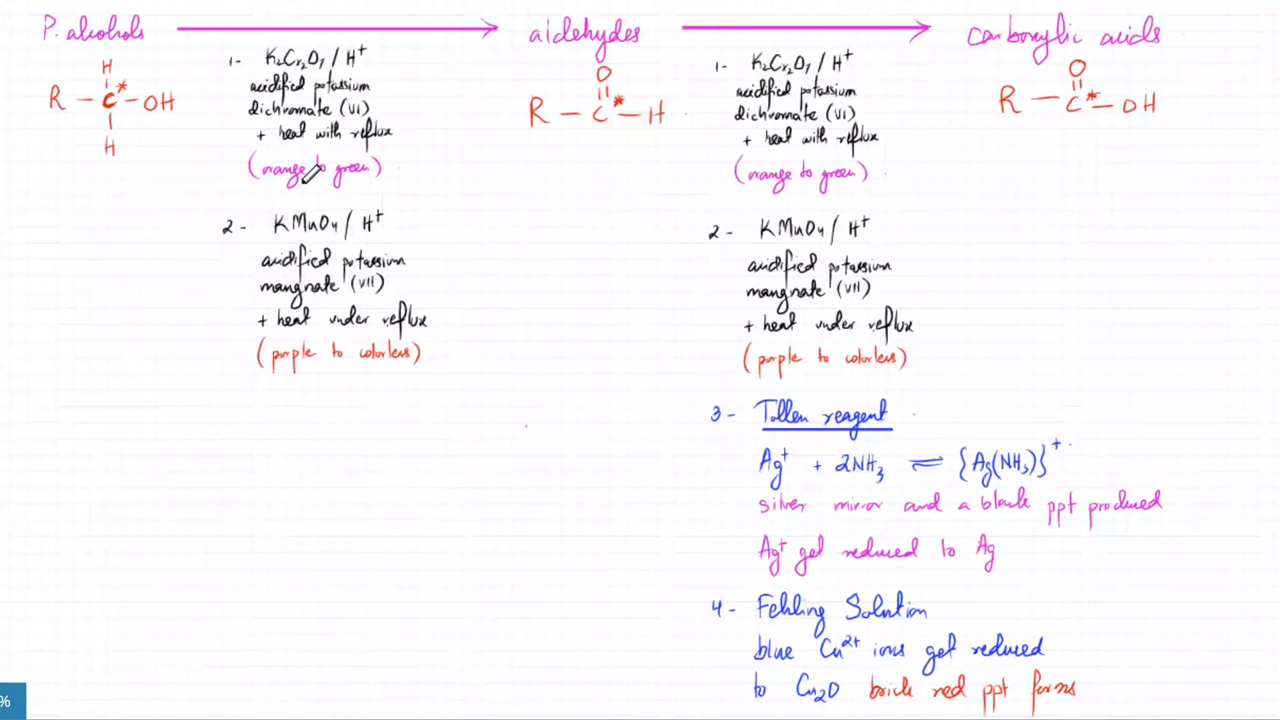 P. alcohols
aldehydes
carboxylic acids
H
R — C* — OH
H
O
R — C* — H
O
R — C* — OH
1- K₂Cr₂O₇ / H⁺
acidified potassium
dichromate (VI)
+ heat with reflux
(orange to green)
2- KMnO₄ / H⁺
acidified potassium
mangnate (VII)
+ heat under reflux
(purple to colorless)
1- K₂Cr₂O₇ / H⁺
acidified potassium
dichromate (VI)
+ heat with reflux
(orange to green)
2- KMnO₄ / H⁺
acidified potassium
mangnate (VII)
+ heat under reflux
(purple to colorless)
3- Tollen reagent
Ag⁺ + 2NH₃ ⇌ {Ag(NH₃)}⁺
silver mirror and a black ppt produced
Ag⁺ get reduced to Ag
4- Fehling Solution
blue Cu²⁺ ions get reduced
to Cu₂O brick red ppt forms
%